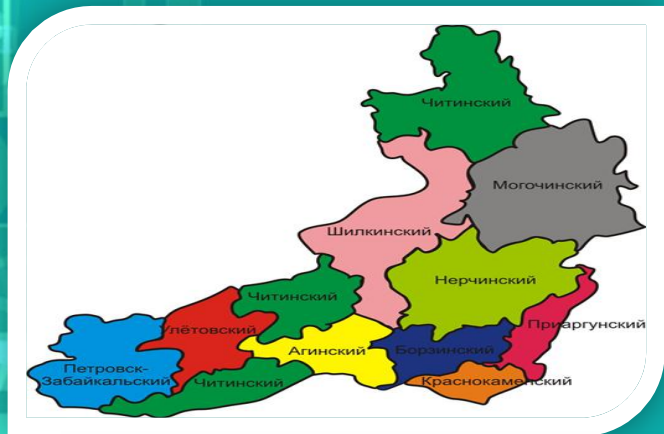 Читинский
Могочинский
Шилкинский
Нерчинский
Читинский
Приаргунский
Улётовский
Агинский
Борзинский
Петровск-
Забайкальский
Читинский
Краснокаменский